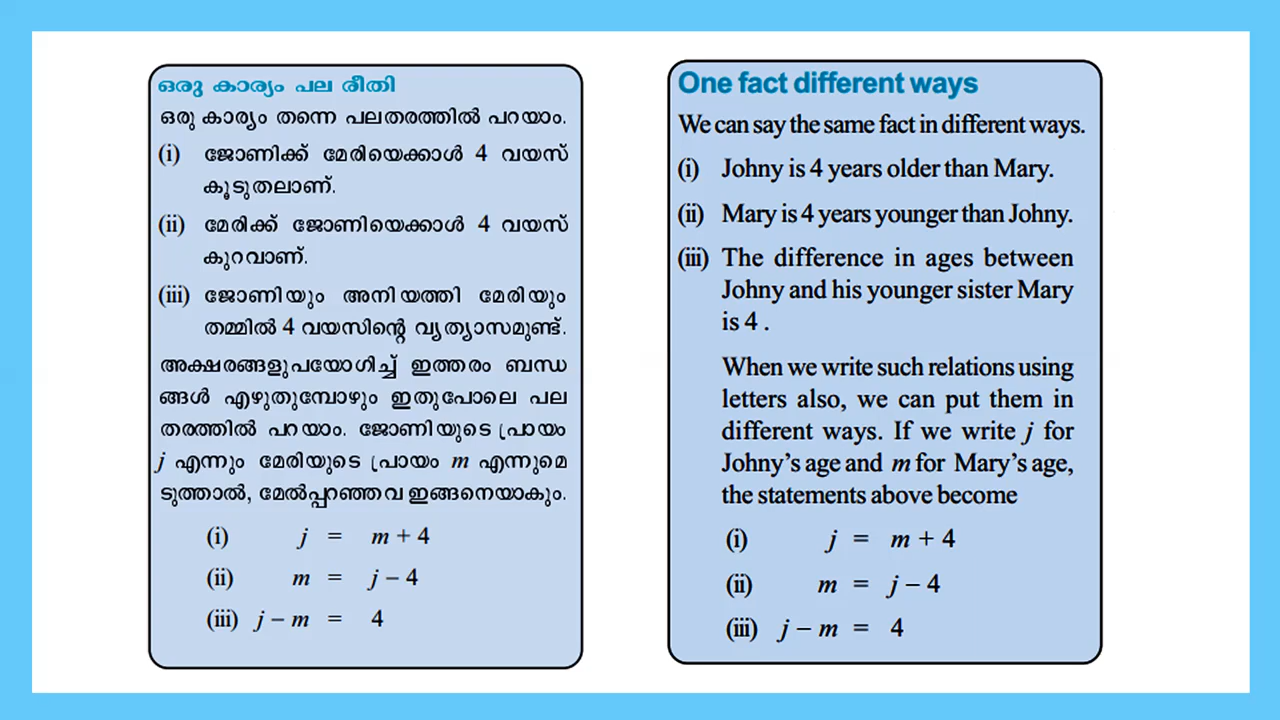 ഒരു കാര്യം പല രീതി
ഒരു കാര്യം തന്നെ പലതരത്തിൽ പറയാം.
(i) ജോണിക്ക് മേരിയെക്കാൾ 4 വയസ്
കൂടുതലാണ്.
(ii) മേരിക്ക് ജോണിയെക്കാൾ 4 വയസ്
കുറവാണ്.
(iii) ജോണിയും അനിയത്തി മേരിയും
തമ്മിൽ 4 വയസിന്റെ വ്യത്യാസമുണ്ട്.
അക്ഷരങ്ങളുപയോഗിച്ച് ഇത്തരം ബന്ധ
ങ്ങൾ എഴുതുമ്പോഴും ഇതുപോലെ പല
തരത്തിൽ പറയാം. ജോണിയുടെ പ്രായം
j എന്നും മേരിയുടെ പ്രായം m എന്നുമെ
ടുത്താൽ, മേൽപ്പറഞ്ഞവ ഇങ്ങനെയാകും.
(i) j = m + 4
(ii) m = j – 4
(iii) j – m = 4
One fact different ways
We can say the same fact in different ways.
(i) Johny is 4 years older than Mary.
(ii) Mary is 4 years younger than Johny.
(iii) The difference in ages between
Johny and his younger sister Mary
is 4 .
When we write such relations using
letters also, we can put them in
different ways. If we write j for
Johny's age and m for Mary's age,
the statements above become
(i) j = m + 4
(ii) m = j – 4
(iii) j – m = 4